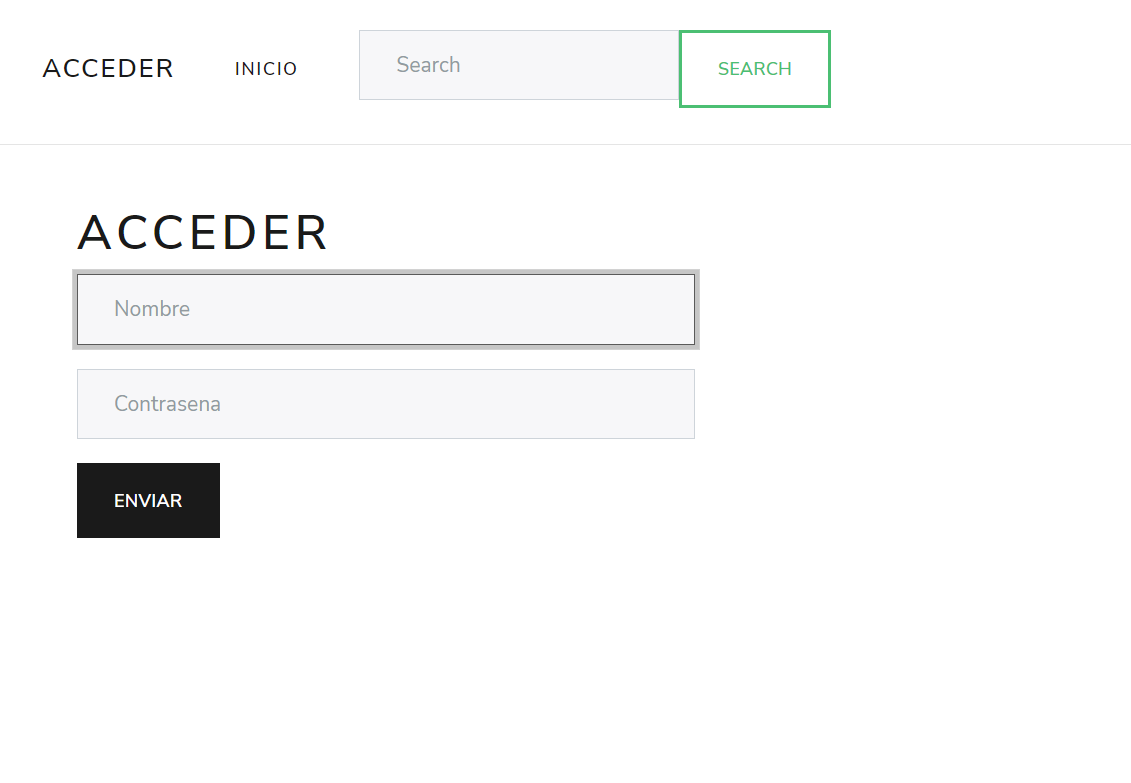 ACCEDER
INICIO
Search
SEARCH
ACCEDER
Nombre
Contrasena
ENVIAR